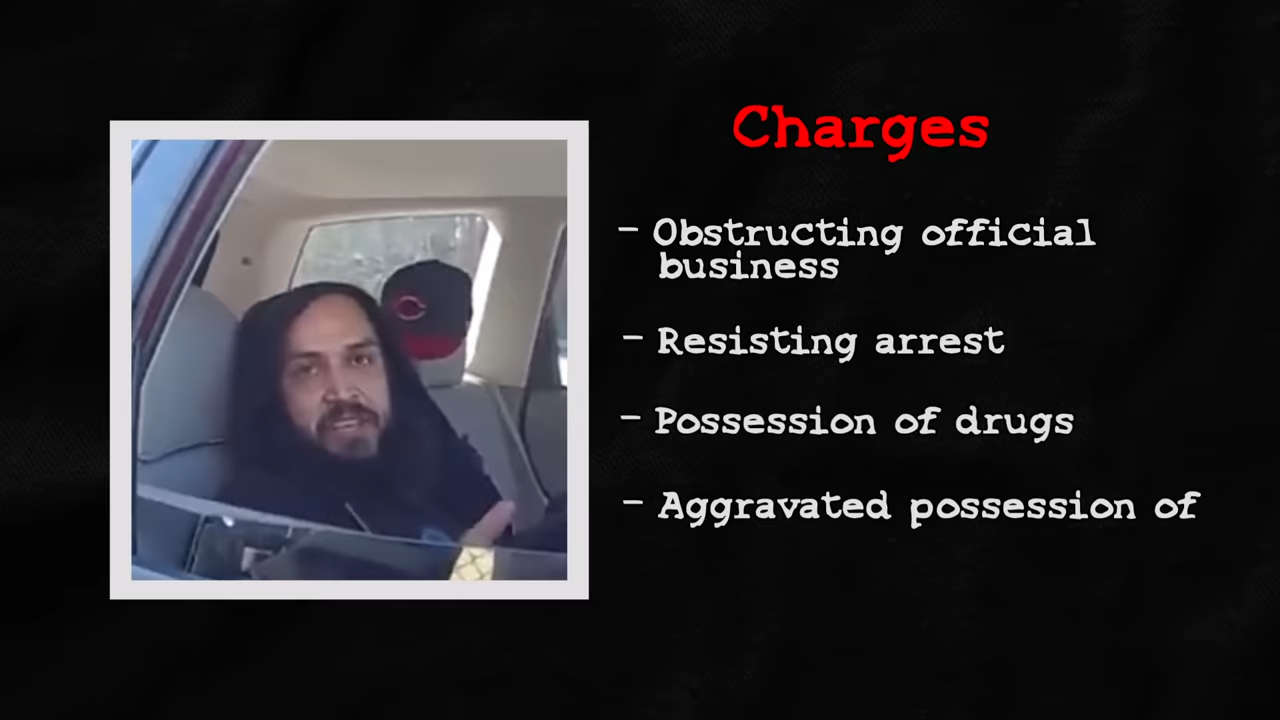 Charges
- Obstructing official
business
- Resisting arrest
- Possession of drugs
- Aggravated possession of